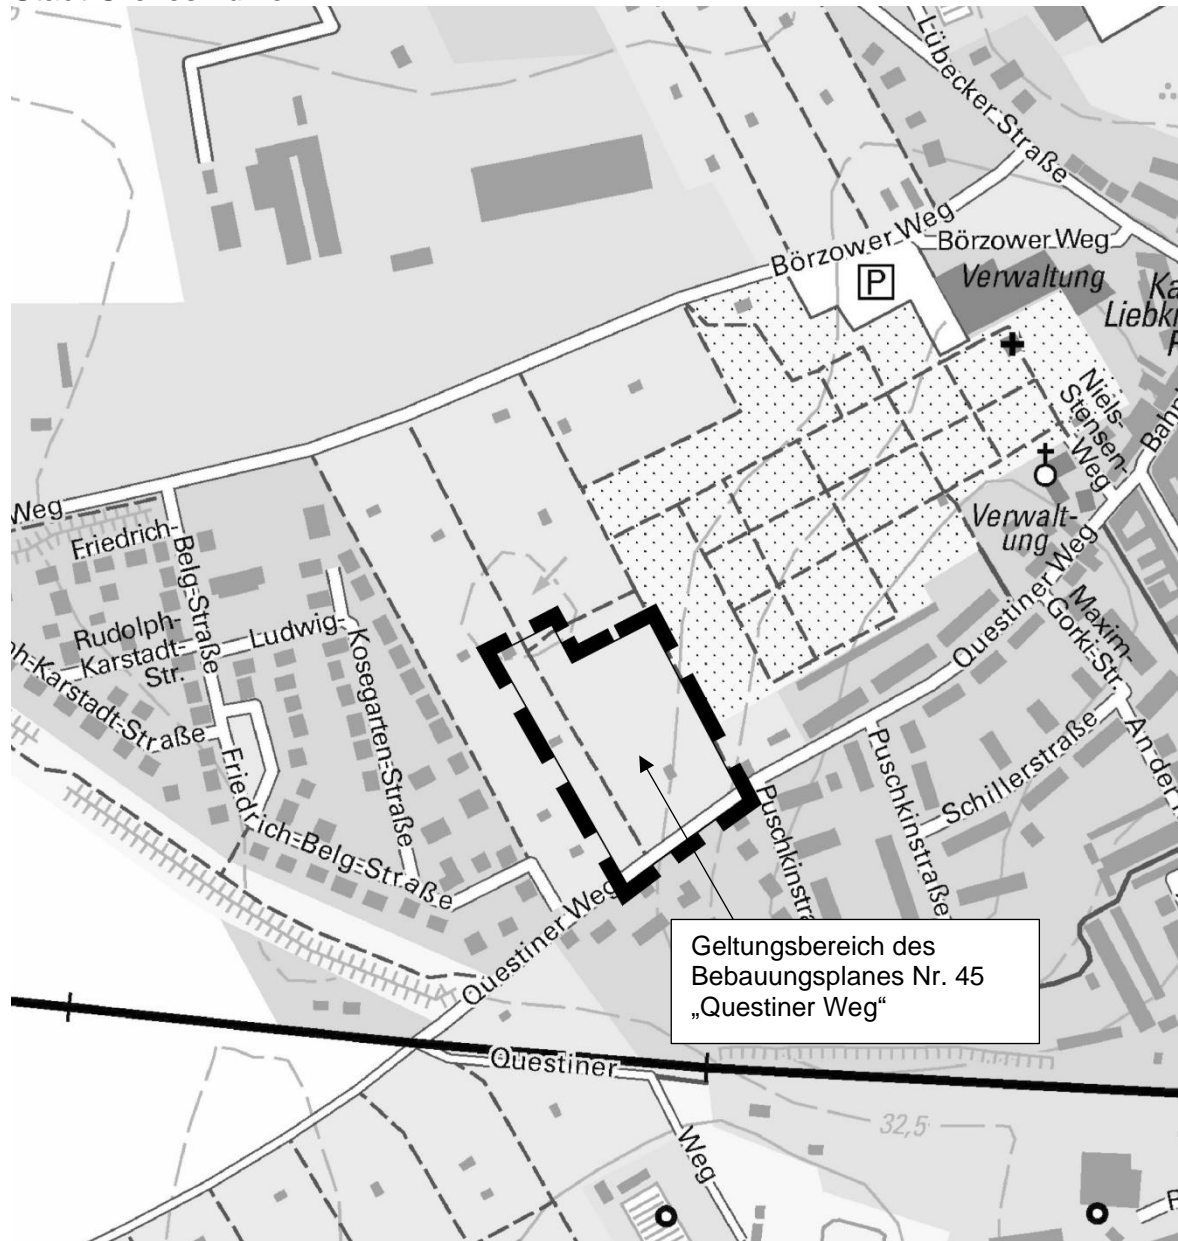 Lübecker Straße
Börzower Weg
Börzower Weg
P
Verwaltung
Ka
Liebk
Niels-
Stensen-
Weg
Verwalt-
ung
Questiner Weg
Maxim-
Gorki-Str.
An der
Schillerstraße
Puschkinstraße
Weg
Friedrich-
Belg-Straße
Rudolph-
Karstadt-
Str.
Ludwig-
Kosegarten-Straße
ph-Karstadt-Straße
Friedrich-Belg-Straße
Questiner Weg
Geltungsbereich des
Bebauungsplanes Nr. 45
„Questiner Weg“
Questiner
Weg
32,5